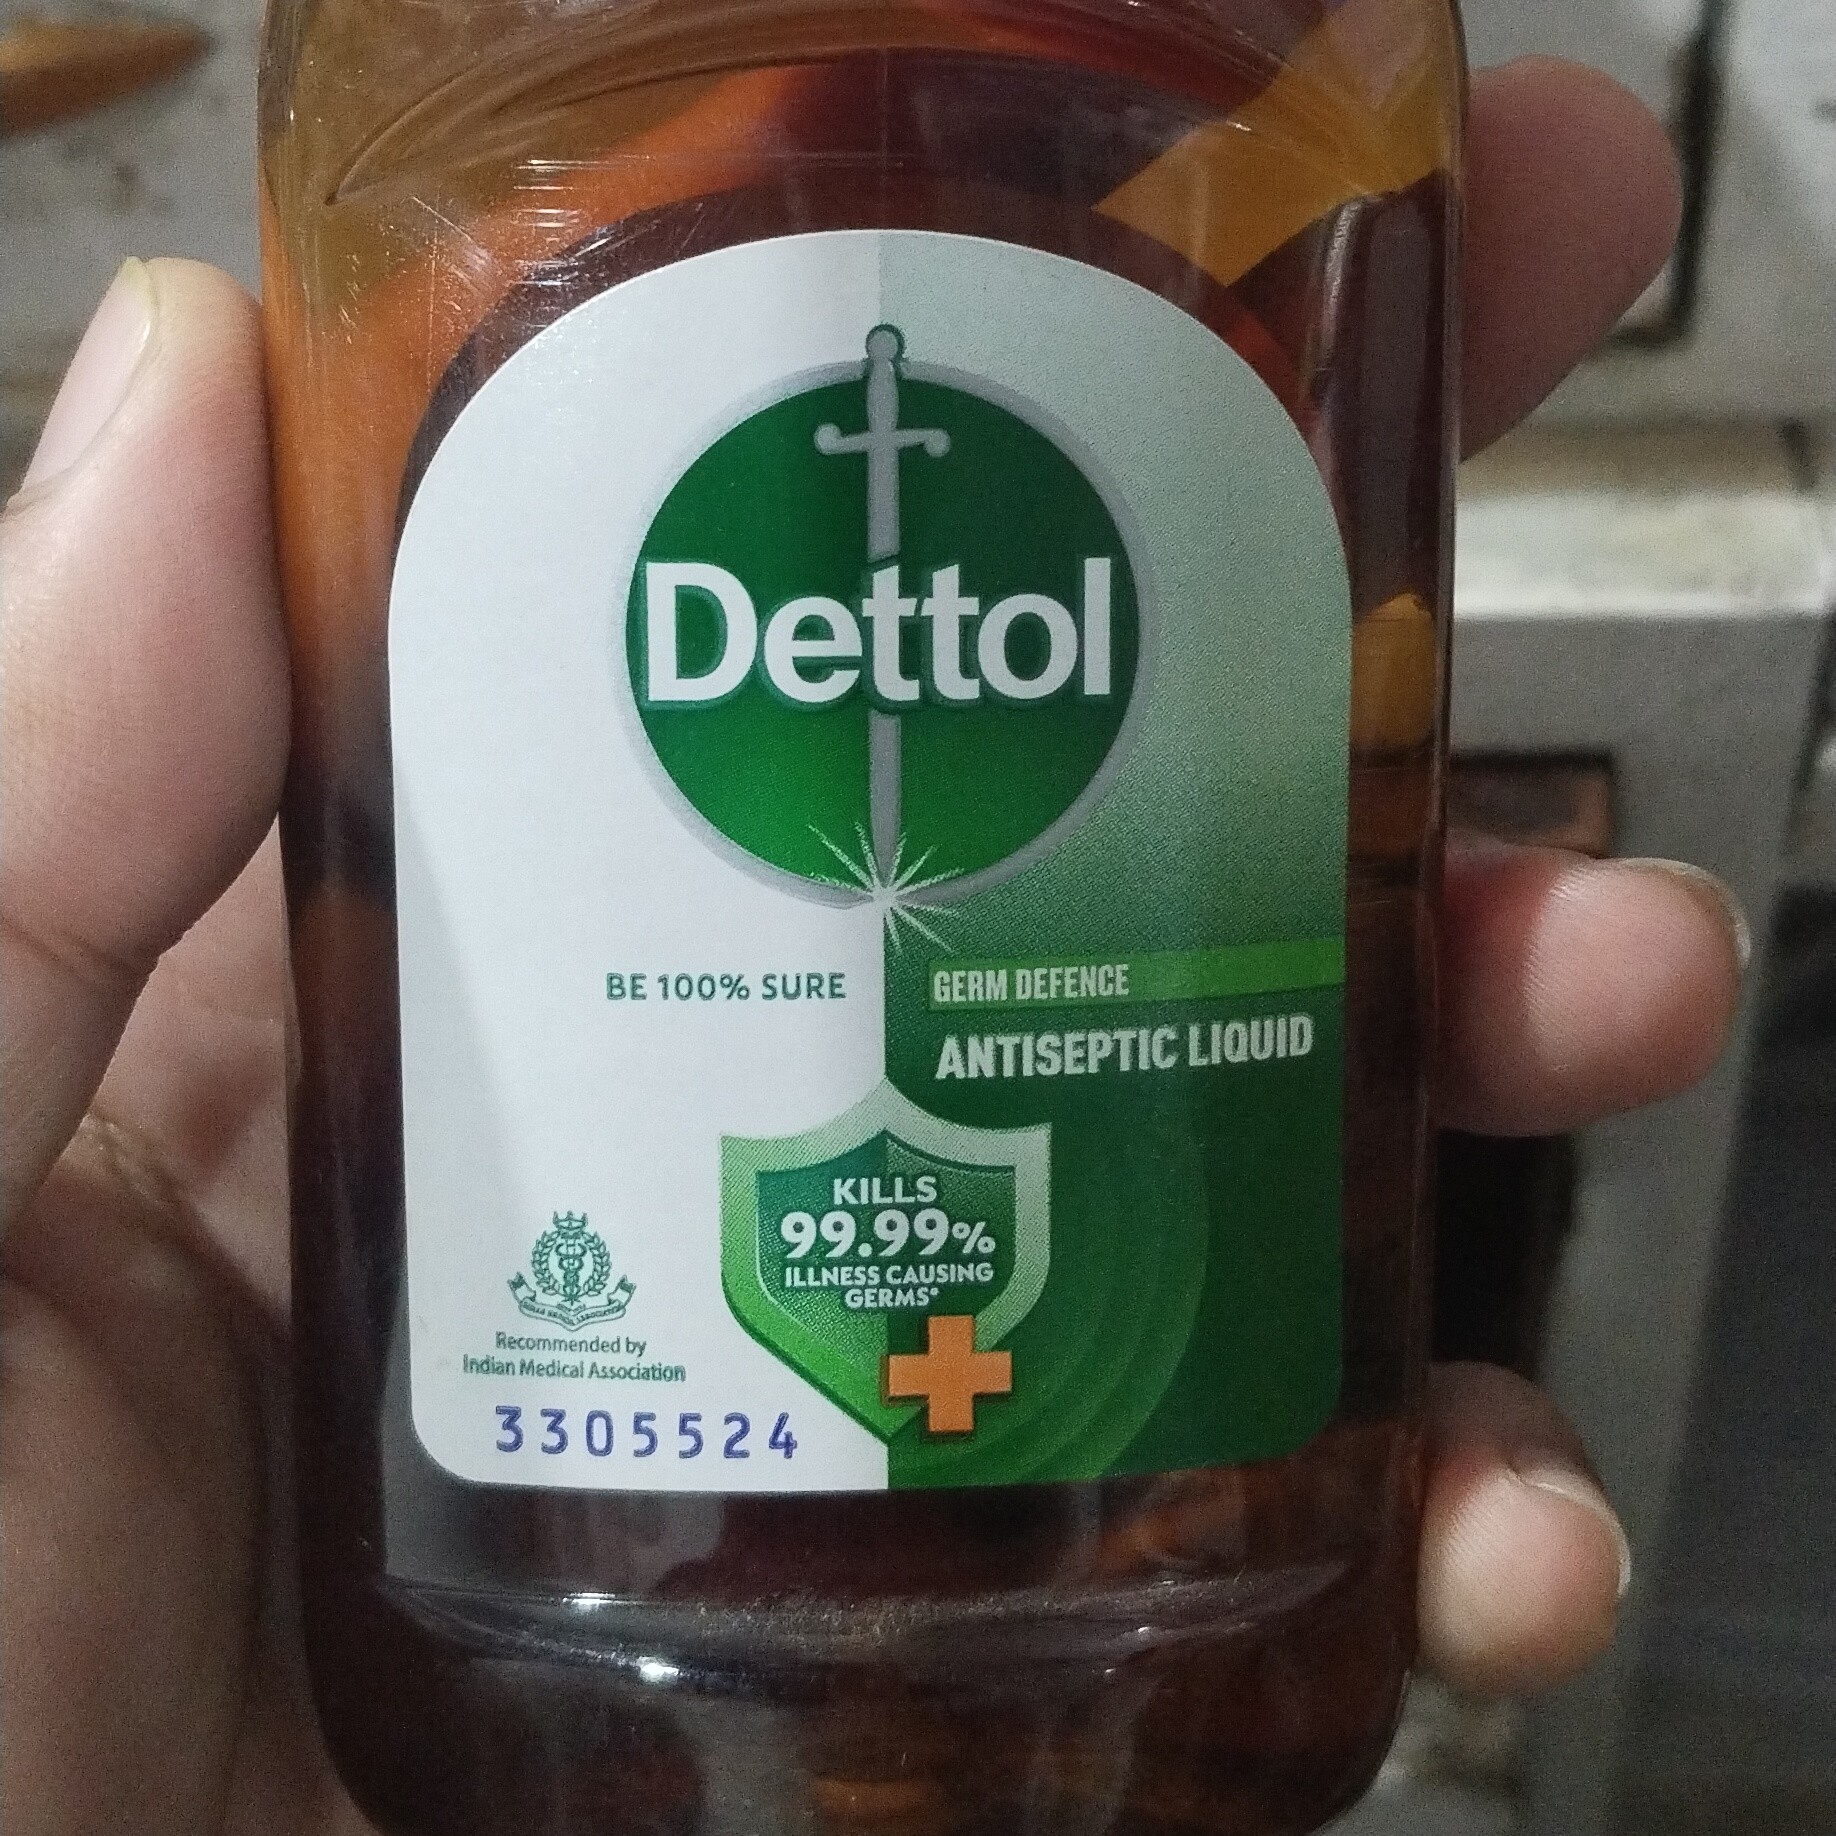 Dettol
BE 100% SURE
GERM DEFENCE
ANTISEPTIC LIQUID
KILLS
99.99%
ILLNESS CAUSING
GERMS*
Recommended by
Indian Medical Association
3305524